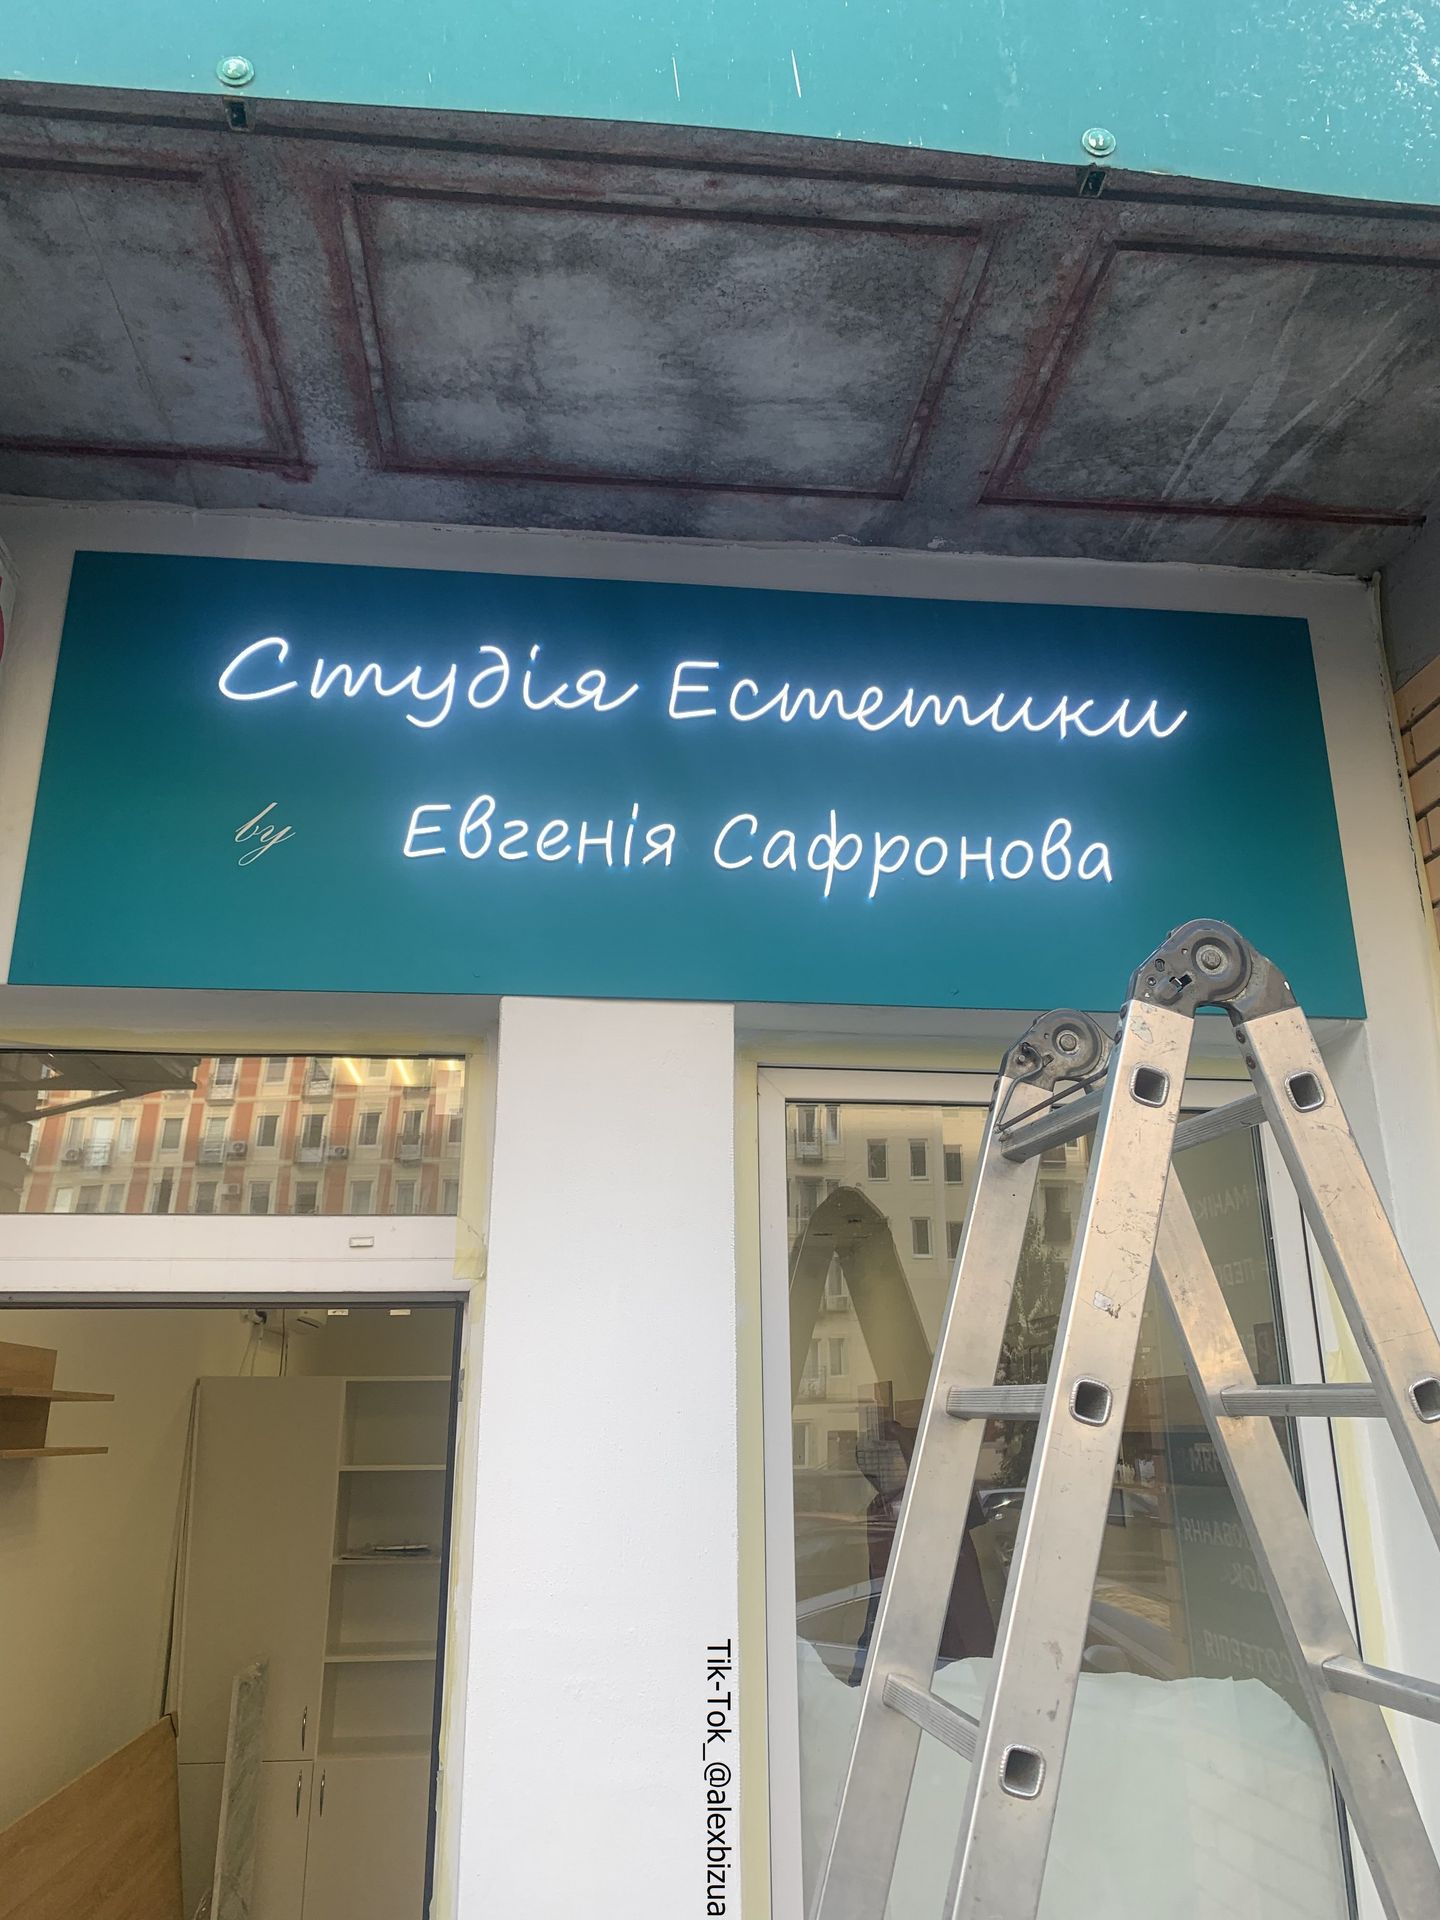 Студія Естетики
by Евгенія Сафронова
Tik-Tok_@alexbizua